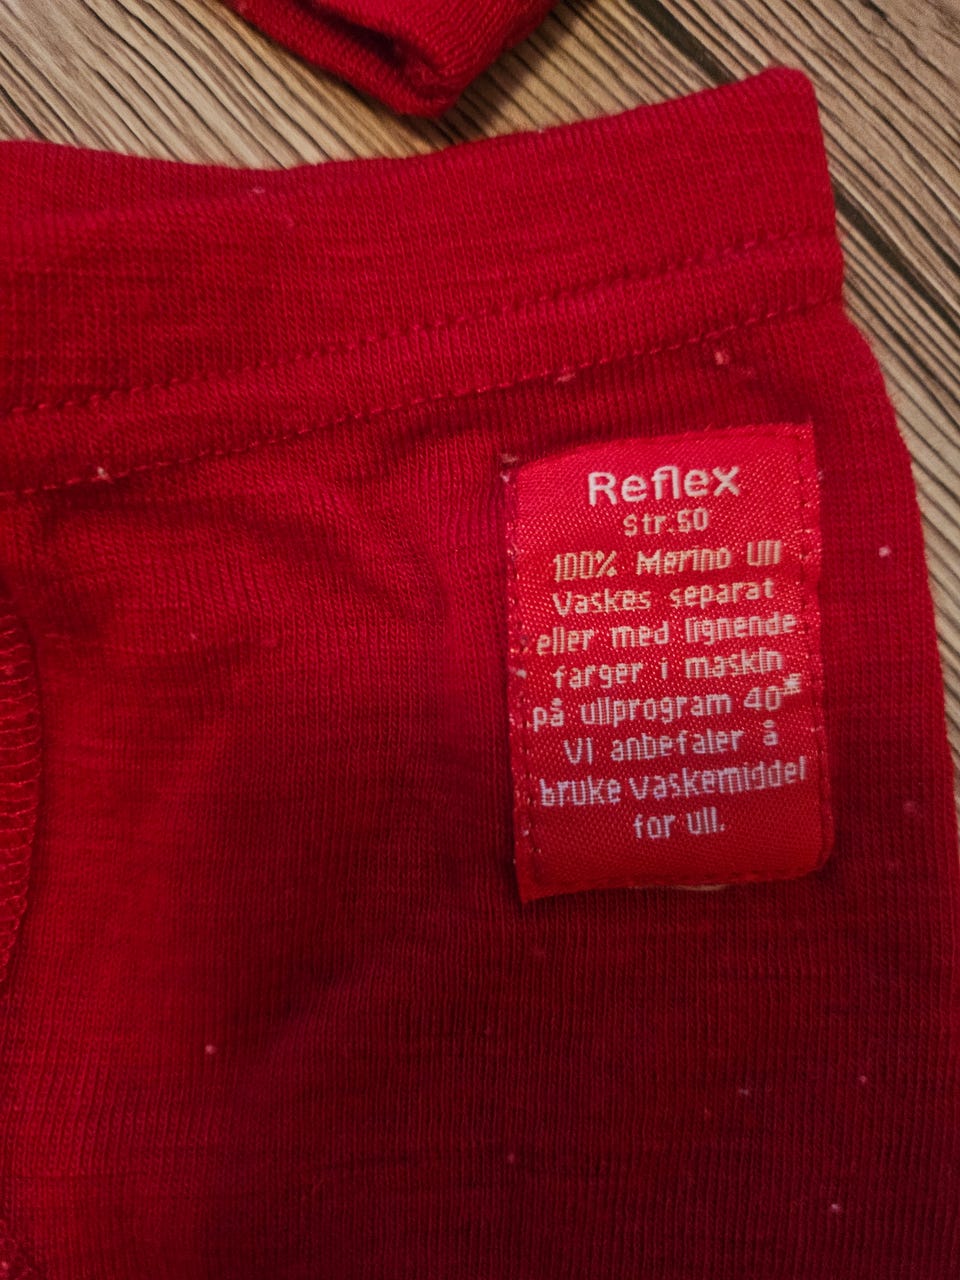 Reflex
Str.50
100% Merino Ull
Vaskes separat
eller med lignende
farger i maskin
på ullprogram 40°
Vi anbefaler å
bruke vaskemiddel
for ull.